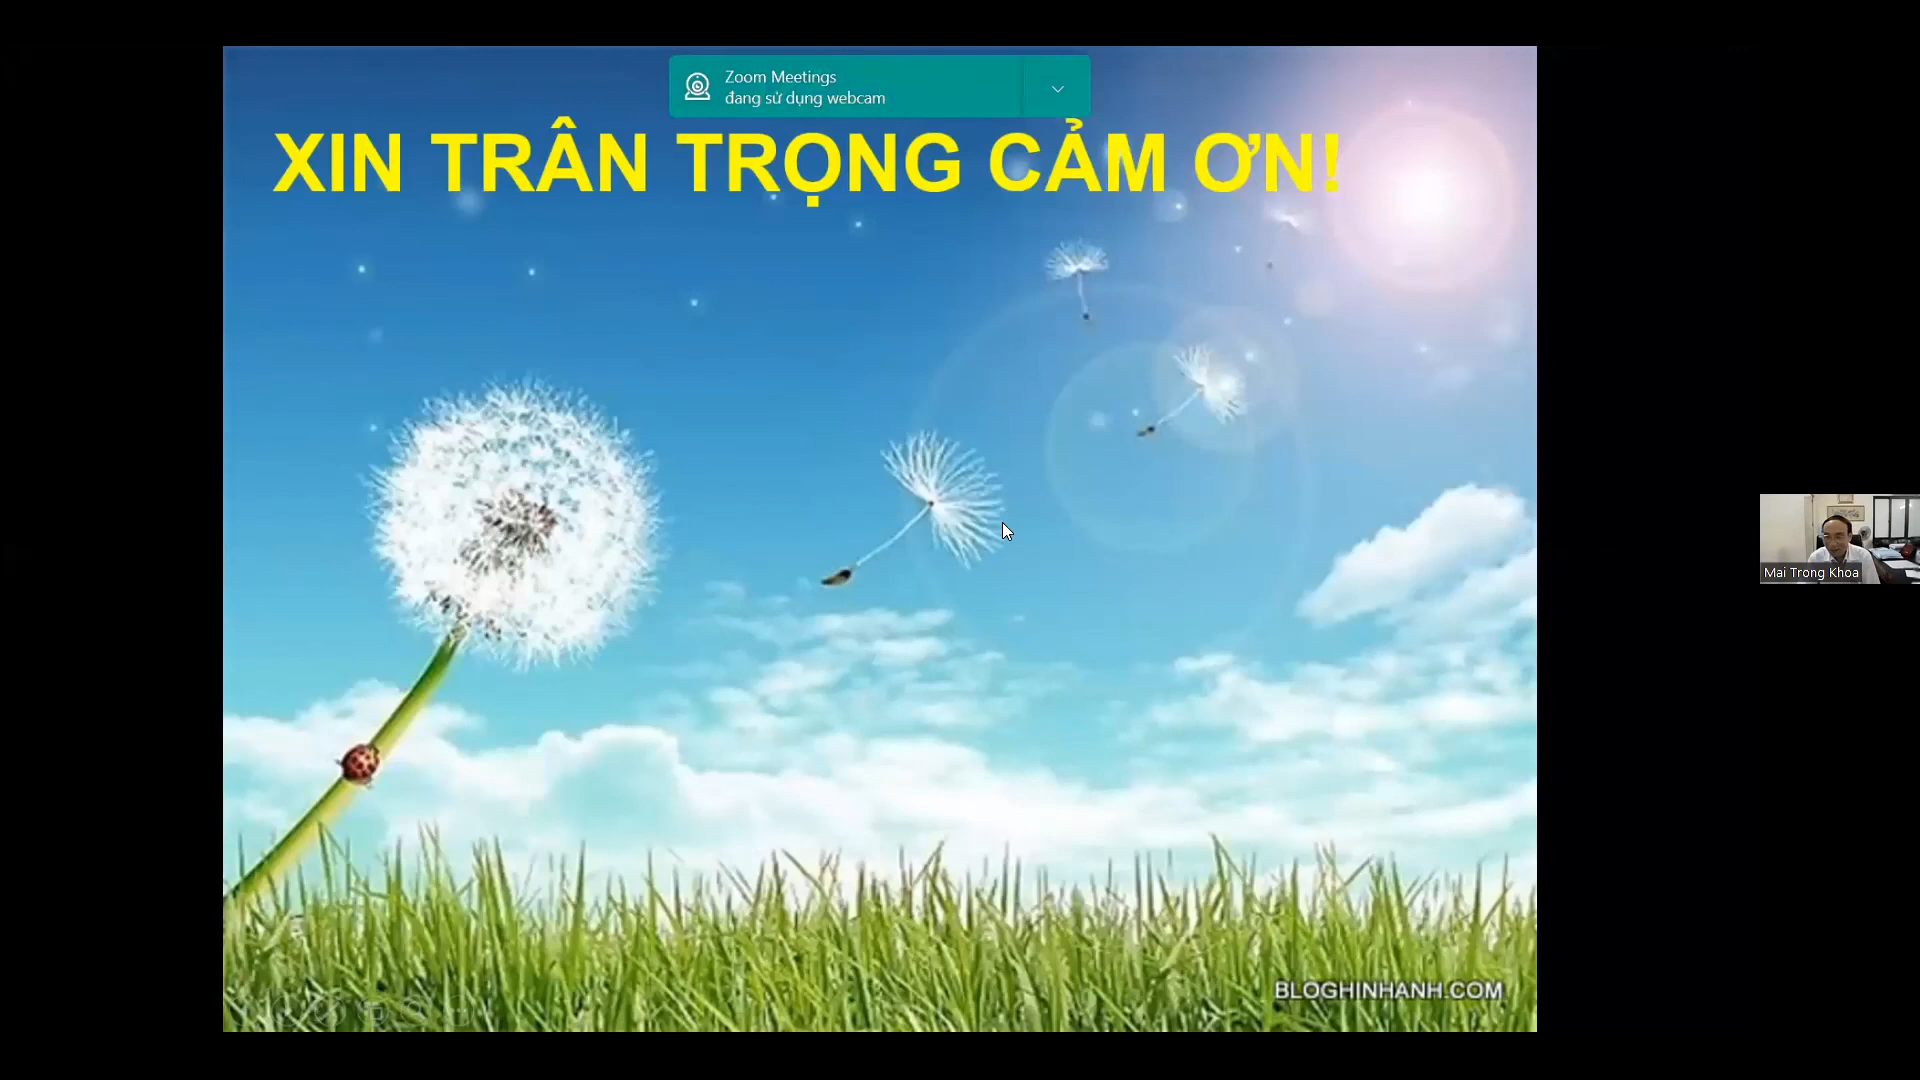 Zoom Meetings
đang sử dụng webcam
XIN TRÂN TRỌNG CẢM ƠN!
Mai Trong Khoa
BLOGHINHANH.COM